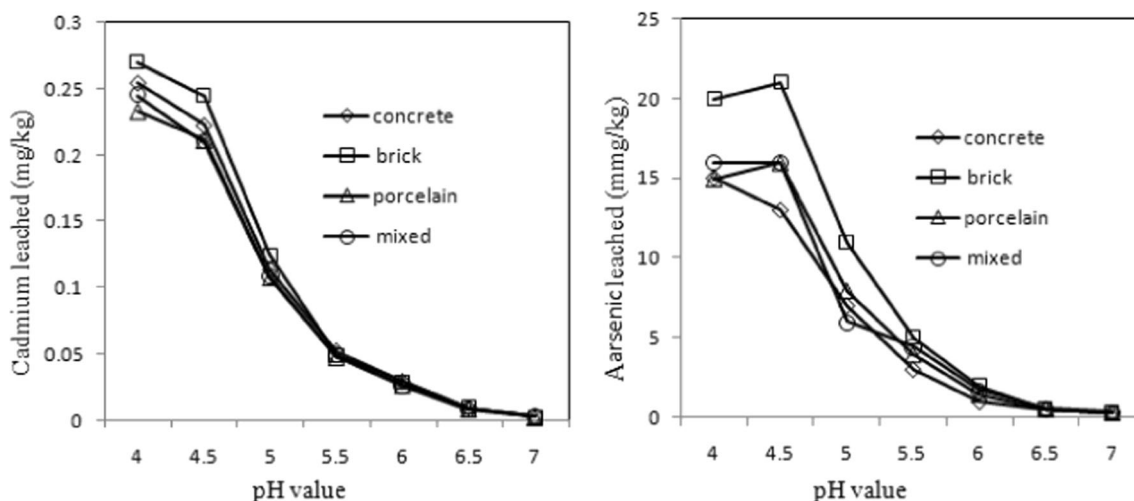 0.3
0.25
0.2
0.15
0.1
0.05
0
Cadmium leached (mg/kg)
concrete
brick
porcelain
mixed
4 4.5 5 5.5 6 6.5 7
pH value
25
20
15
10
5
0
Aarsenic leached (mmg/kg)
concrete
brick
porcelain
mixed
4 4.5 5 5.5 6 6.5 7
pH value